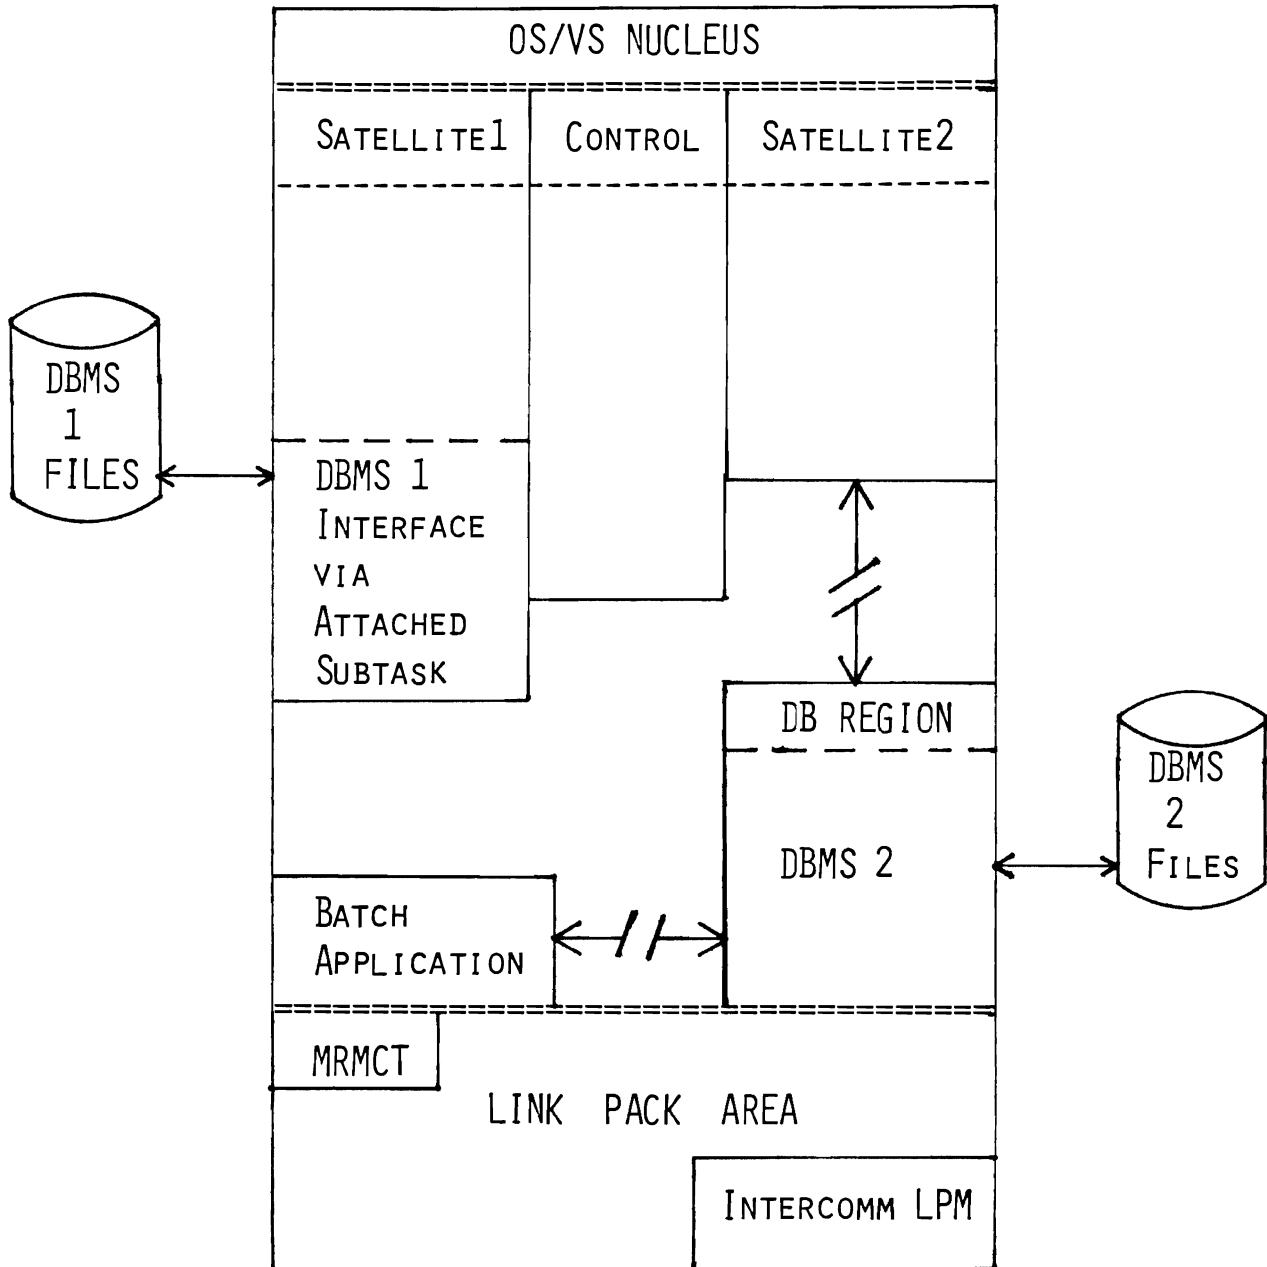 OS/VS NUCLEUS
SATELLITE1
CONTROL
SATELLITE2
DBMS
1
FILES
DBMS 1
INTERFACE
VIA
ATTACHED
SUBTASK
DB REGION
DBMS 2
DBMS
2
FILES
BATCH
APPLICATION
MRMCT
LINK PACK AREA
INTERCOMM LPM